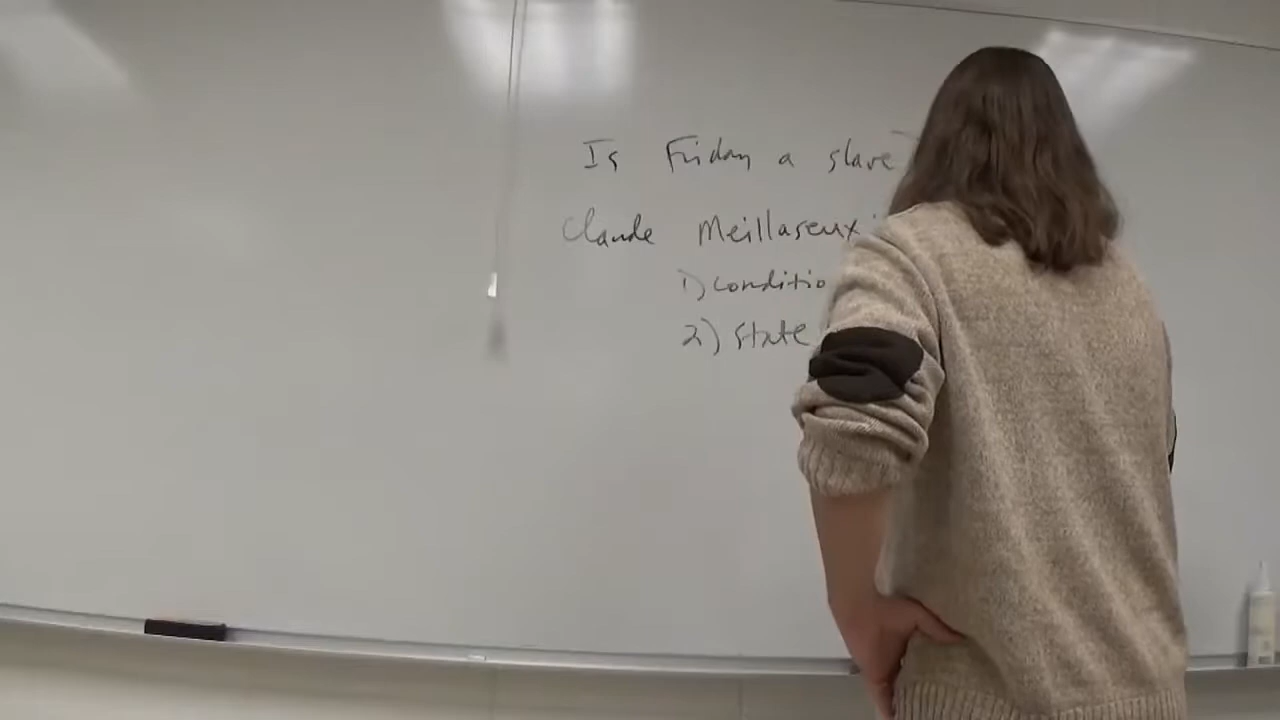 Is Friday a slave
Claude Meillaseux
1) conditio
2) State